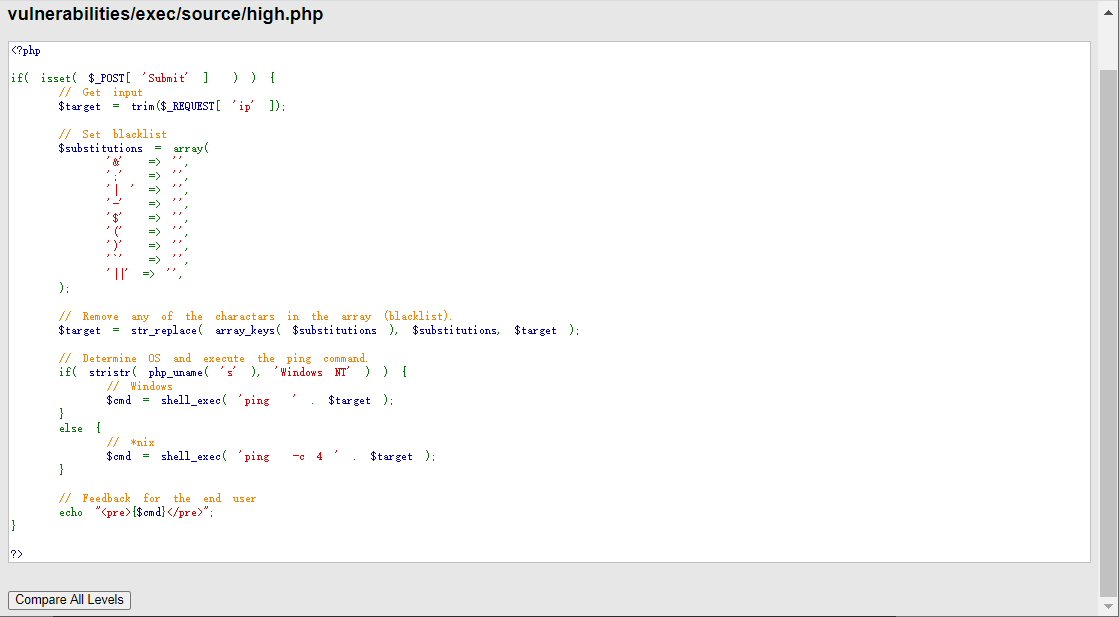 vulnerabilities/exec/source/high.php
<?php
if( isset( $_POST[ 'Submit' ] ) ) {
// Get input
$target = trim($_REQUEST[ 'ip' ]);
// Set blacklist
$substitutions = array(
'&' => '',
';' => '',
'| ' => '',
'-' => '',
'$' => '',
'(' => '',
')' => '',
'`' => '',
'||' => '',
);
// Remove any of the charactars in the array (blacklist).
$target = str_replace( array_keys( $substitutions ), $substitutions, $target );
// Determine OS and execute the ping command.
if( stristr( php_uname( 's' ), 'Windows NT' ) ) {
// Windows
$cmd = shell_exec( 'ping ' . $target );
}
else {
// *nix
$cmd = shell_exec( 'ping -c 4 ' . $target );
}
// Feedback for the end user
echo "<pre>{$cmd}</pre>";
}
?>
Compare All Levels